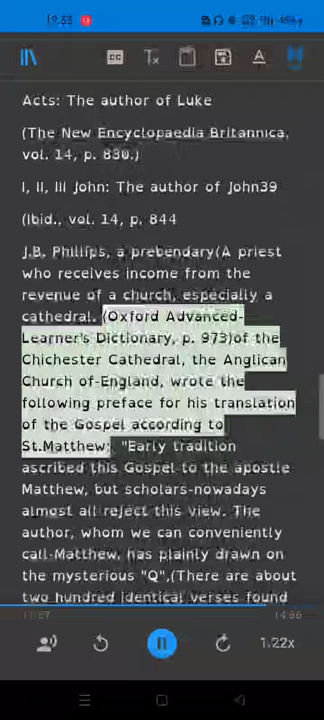 19:33
CC
Acts: The author of Luke
(The New Encyclopaedia Britannica,
vol. 14, p. 830.)
I, II, III John: The author of John39
(Ibid., vol. 14, p. 844
J.B. Phillips, a prebendary(A priest
who receives income from the
revenue of a church, especially a
cathedral. (Oxford Advanced-
Learner's Dictionary, p. 973)of the
Chichester Cathedral, the Anglican
Church of-England, wrote the
following preface for his translation
of the Gospel according to
St.Matthew; "Early tradition
ascribed this Gospel to the apostle
Matthew, but scholars-nowadays
almost all reject this view. The
author, whom we can conveniently
call-Matthew, has plainly drawn on
the mysterious "Q",(There are about
two hundred identical verses found
1.22x